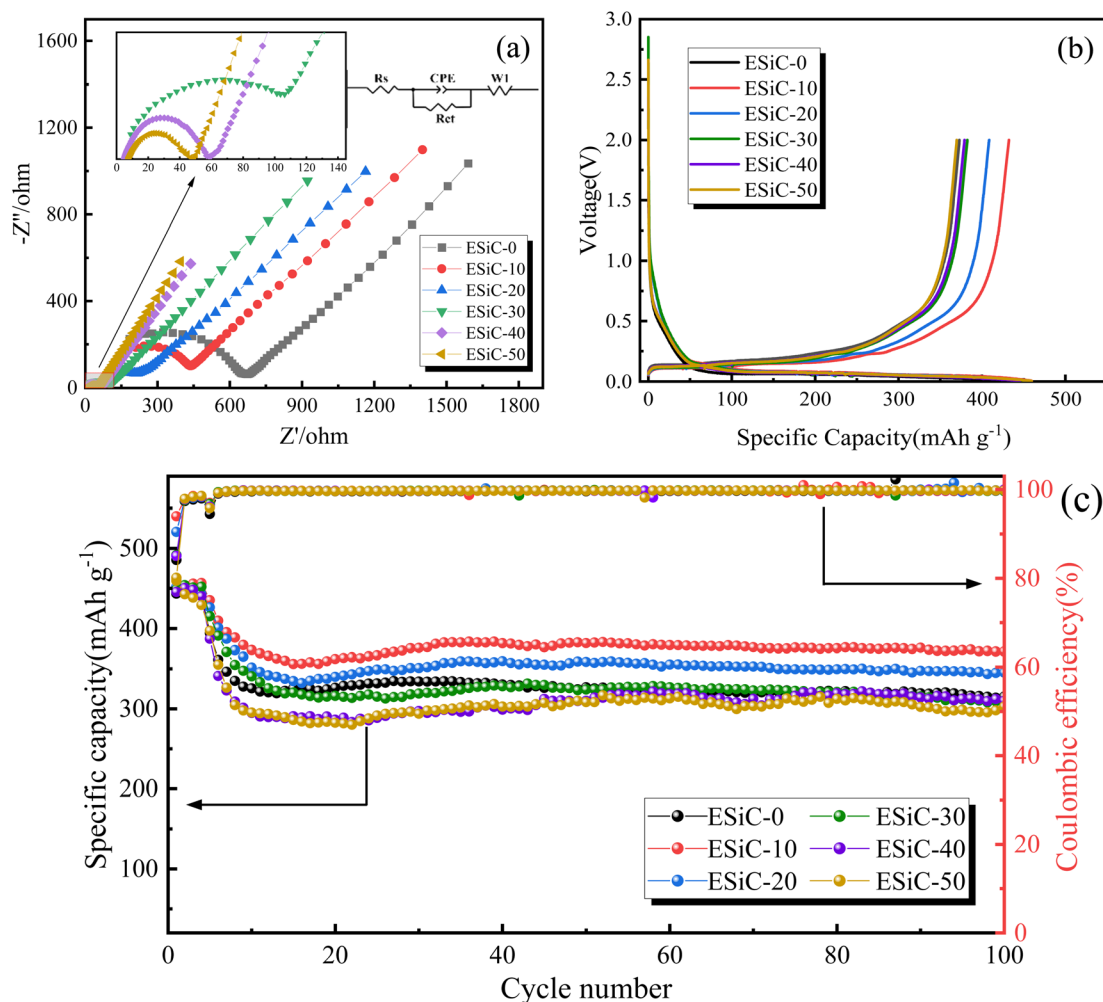 (a)
-Z''/ohm
1600
1400
1200
1000
800
600
400
200
0
0 300 600 900 1200 1500 1800
Z'/ohm
0 20 40 60 80 100 120 140
Rs CPE W1
Rct
ESiC-0
ESiC-10
ESiC-20
ESiC-30
ESiC-40
ESiC-50
(b)
Voltage(V)
3.0
2.5
2.0
1.5
1.0
0.5
0.0
0 100 200 300 400 500
Specific Capacity(mAh g⁻¹)
ESiC-0
ESiC-10
ESiC-20
ESiC-30
ESiC-40
ESiC-50
(c)
Specific capacity(mAh g⁻¹)
500
400
300
200
100
0 20 40 60 80 100
Cycle number
Coulombic efficiency(%)
100
80
60
40
20
0
ESiC-0 ESiC-30
ESiC-10 ESiC-40
ESiC-20 ESiC-50